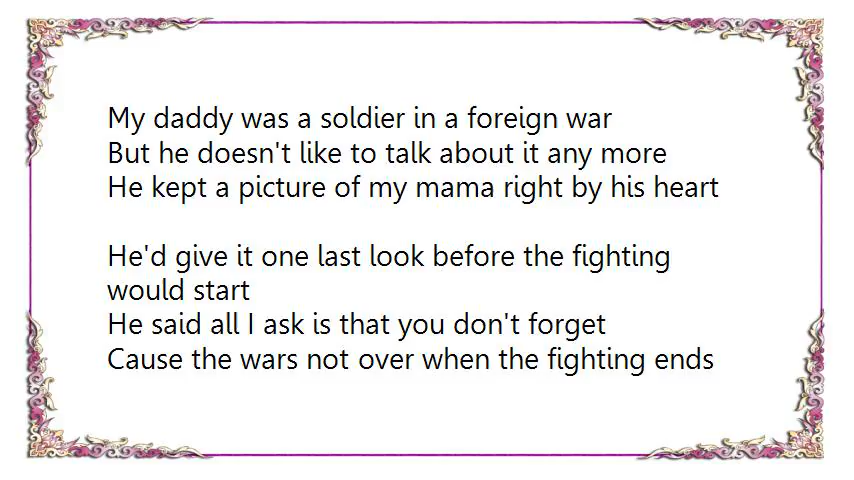 My daddy was a soldier in a foreign war
But he doesn't like to talk about it any more
He kept a picture of my mama right by his heart
He'd give it one last look before the fighting
would start
He said all I ask is that you don't forget
Cause the wars not over when the fighting ends